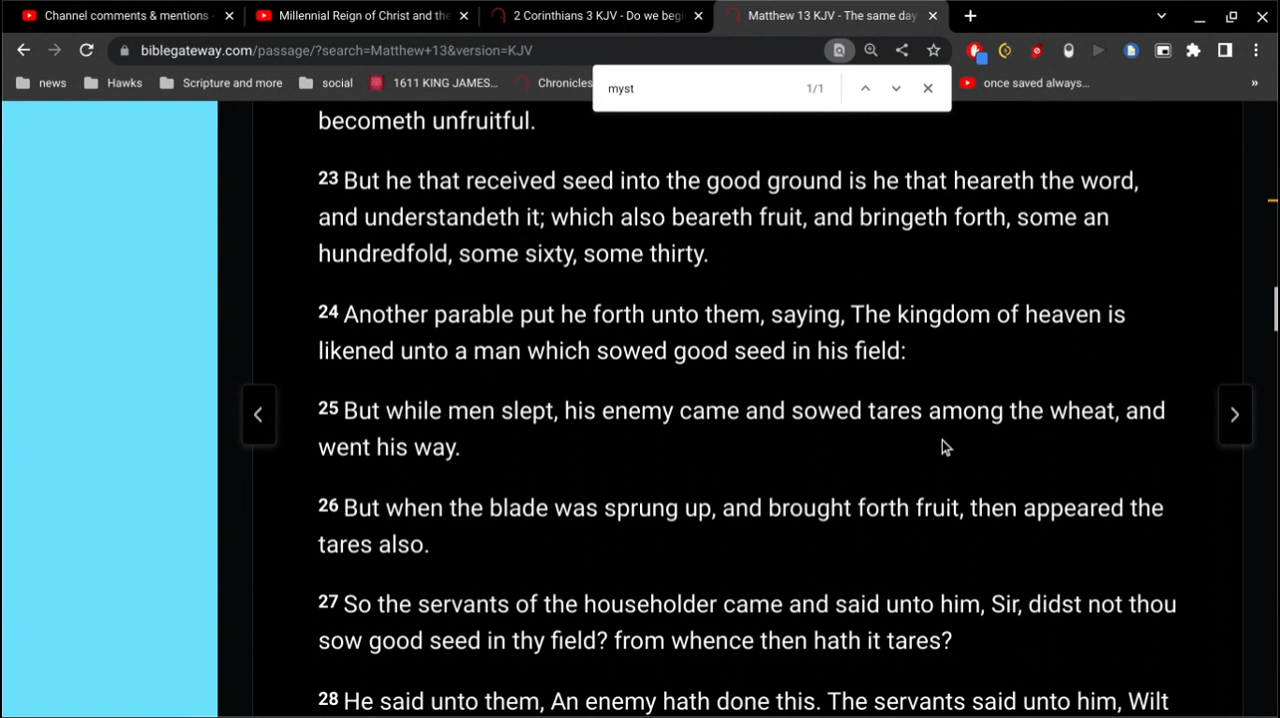 Channel comments & mentions
Millennial Reign of Christ and the
2 Corinthians 3 KJV - Do we begi
Matthew 13 KJV - The same day
biblegateway.com/passage/?search=Matthew+13&version=KJV
news
Hawks
Scripture and more
social
1611 KING JAMES...
Chronicles
once saved always...
»
myst
1/1
becometh unfruitful.
23 But he that received seed into the good ground is he that heareth the word,
and understandeth it; which also beareth fruit, and bringeth forth, some an
hundredfold, some sixty, some thirty.
24 Another parable put he forth unto them, saying, The kingdom of heaven is
likened unto a man which sowed good seed in his field:
25 But while men slept, his enemy came and sowed tares among the wheat, and
went his way.
26 But when the blade was sprung up, and brought forth fruit, then appeared the
tares also.
27 So the servants of the householder came and said unto him, Sir, didst not thou
sow good seed in thy field? from whence then hath it tares?
28 He said unto them, An enemy hath done this. The servants said unto him, Wilt